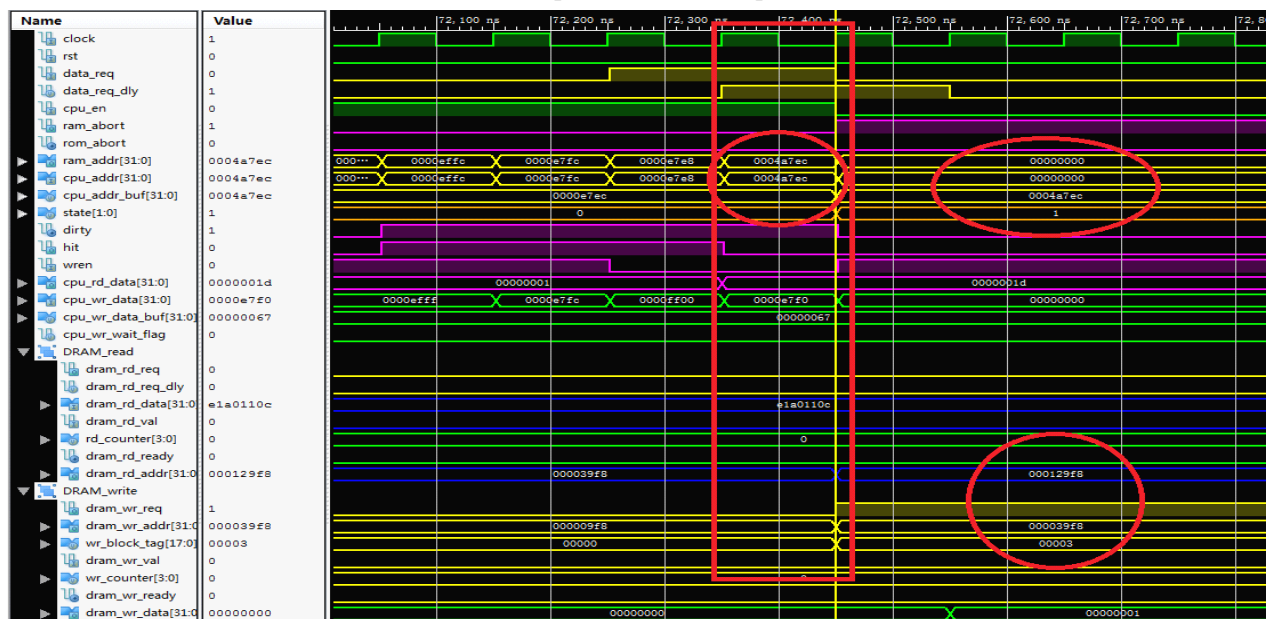 Name Value 72,100 ns 72,200 ns 72,300 ns 72,400 ns 72,500 ns 72,600 ns 72,700 ns 72,8
clock 1
rst 0
data_req 0
data_req_dly 1
cpu_en 0
ram_abort 1
rom_abort 0
ram_addr[31:0] 0004a7ec 000··· 0000effc 0000e7fc 0000e7e8 0004a7ec 00000000
cpu_addr[31:0] 0004a7ec 000··· 0000effc 0000e7fc 0000e7e8 0004a7ec 00000000
cpu_addr_buf[31:0] 0004a7ec 0000e7ec 0004a7ec
state[1:0] 1 0 1
dirty 1
hit 0
wren 0
cpu_rd_data[31:0] 0000001d 00000001 0000001d
cpu_wr_data[31:0] 0000e7f0 0000efff 0000e7fc 0000ff00 0000e7f0 00000000
cpu_wr_data_buf[31:0] 00000067 00000067
cpu_wr_wait_flag 0
DRAM_read
dram_rd_req 0
dram_rd_req_dly 0
dram_rd_data[31:0 e1a0110c e1a0110c
dram_rd_val 0
rd_counter[3:0] 0 0
dram_rd_ready 0
dram_rd_addr[31:0 000129f8 000039f8 000129f8
DRAM_write
dram_wr_req 1
dram_wr_addr[31:0 000039f8 000009f8 000039f8
wr_block_tag[17:0] 00003 00000 00003
dram_wr_val 0
wr_counter[3:0] 0 0
dram_wr_ready 0
dram_wr_data[31:0 00000000 00000000 00000001